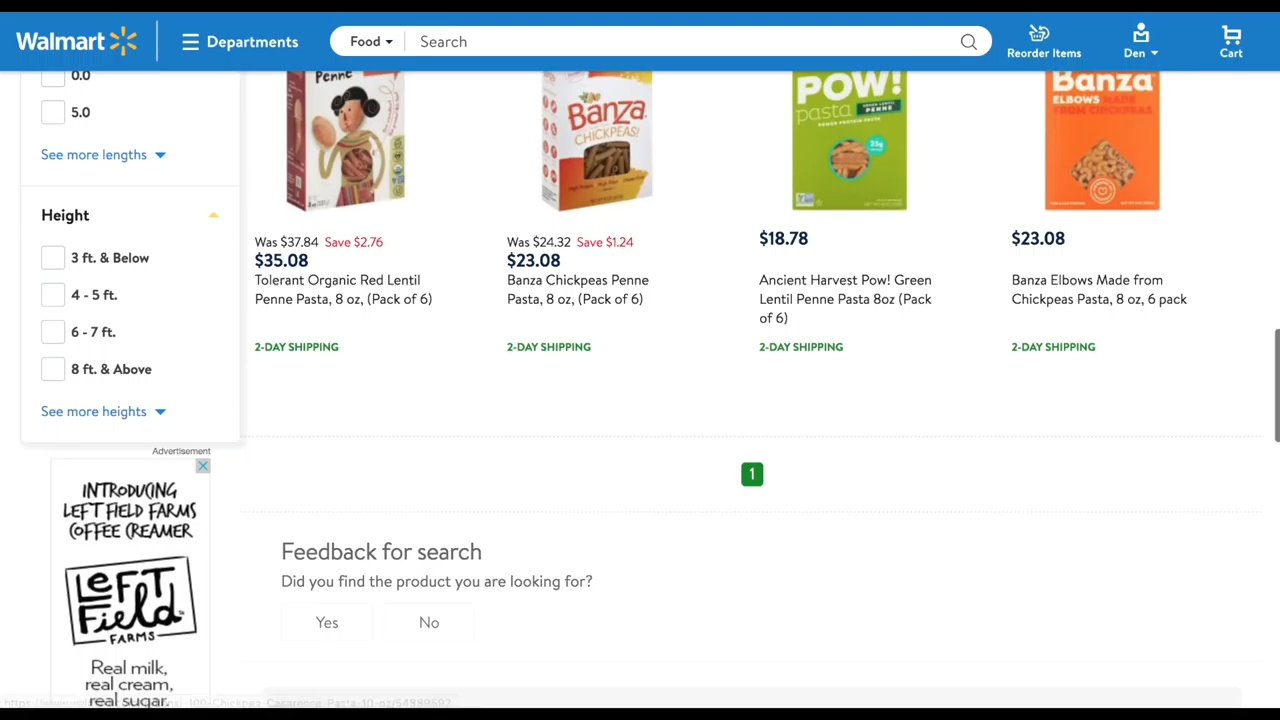 Walmart
Departments
Food
Search
Reorder Items
Den
Cart
0.0
5.0
See more lengths
Height
3 ft. & Below
4 - 5 ft.
6 - 7 ft.
8 ft. & Above
See more heights
Penne
Banza
CHICKPEAS!
POW!
pasta
GREEN LENTIL
PENNE
25g
Banza
ELBOWS MADE
FROM CHICKPEAS
Was $37.84 Save $2.76
$35.08
Tolerant Organic Red Lentil
Penne Pasta, 8 oz, (Pack of 6)
2-DAY SHIPPING
Was $24.32 Save $1.24
$23.08
Banza Chickpeas Penne
Pasta, 8 oz, (Pack of 6)
2-DAY SHIPPING
$18.78
Ancient Harvest Pow! Green
Lentil Penne Pasta 8oz (Pack
of 6)
2-DAY SHIPPING
$23.08
Banza Elbows Made from
Chickpeas Pasta, 8 oz, 6 pack
2-DAY SHIPPING
1
Feedback for search
Did you find the product you are looking for?
Yes
No
Advertisement
INTRODUCING
LEFT FIELD FARMS
COFFEE CREAMER
LEFT
Field
FARMS
Real milk,
real cream,
real sugar.